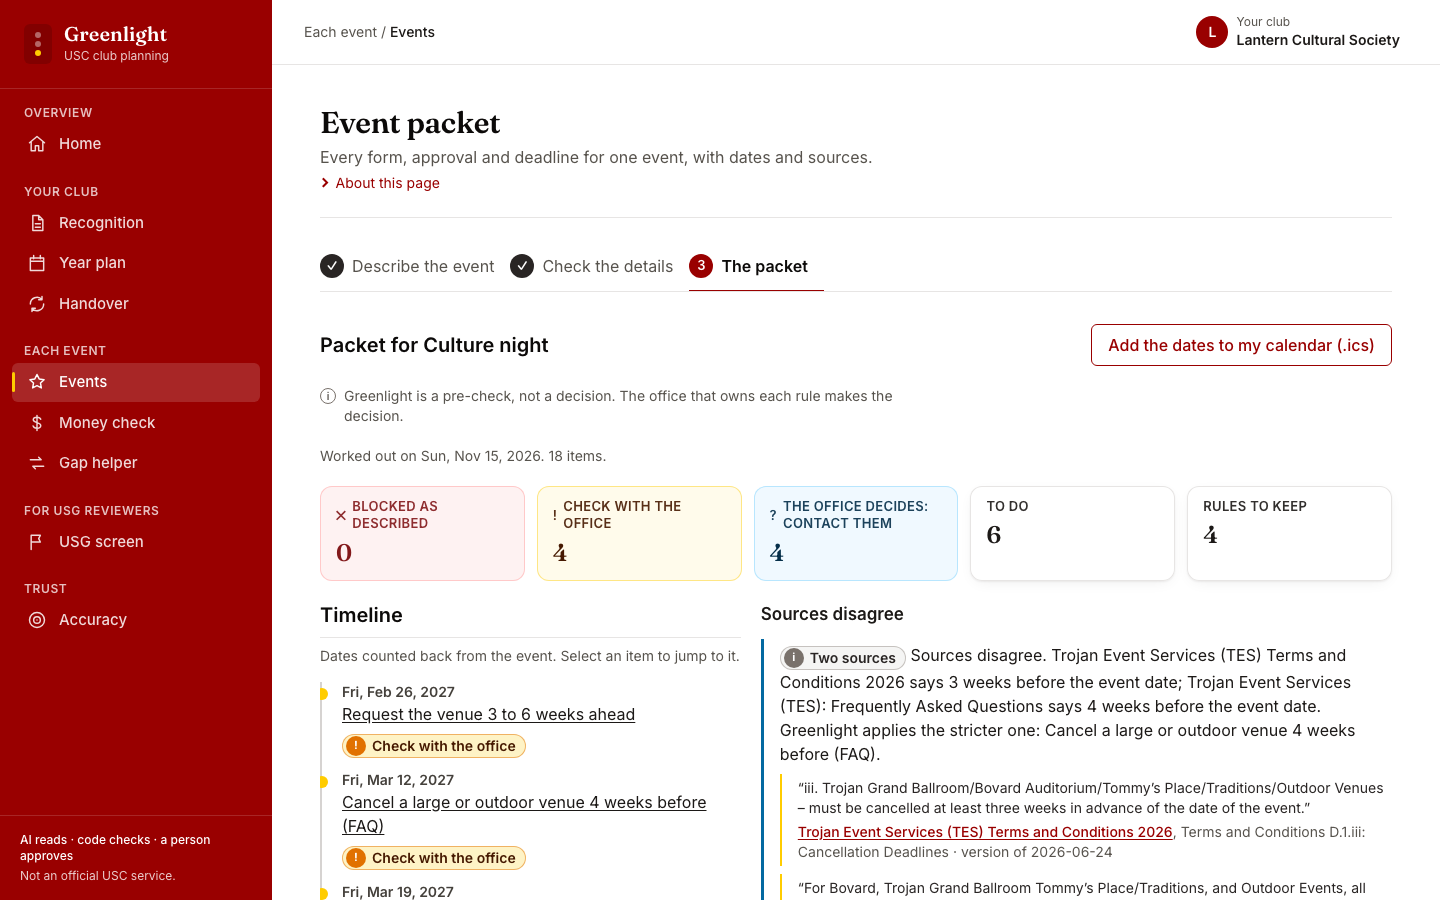 Greenlight
USC club planning
OVERVIEW
Home
YOUR CLUB
Recognition
Year plan
Handover
EACH EVENT
Events
Money check
Gap helper
FOR USG REVIEWERS
USG screen
TRUST
Accuracy
AI reads · code checks · a person
approves
Not an official USC service.
Each event / Events
L
Your club
Lantern Cultural Society
Event packet
Every form, approval and deadline for one event, with dates and sources.
About this page
Describe the event
Check the details
3 The packet
Packet for Culture night
Add the dates to my calendar (.ics)
Greenlight is a pre-check, not a decision. The office that owns each rule makes the
decision.
Worked out on Sun, Nov 15, 2026. 18 items.
BLOCKED AS
DESCRIBED
0
! CHECK WITH THE
OFFICE
4
? THE OFFICE DECIDES:
CONTACT THEM
4
TO DO
6
RULES TO KEEP
4
Timeline
Dates counted back from the event. Select an item to jump to it.
Fri, Feb 26, 2027
Request the venue 3 to 6 weeks ahead
! Check with the office
Fri, Mar 12, 2027
Cancel a large or outdoor venue 4 weeks before
(FAQ)
! Check with the office
Fri, Mar 19, 2027
Sources disagree
i Two sources Sources disagree. Trojan Event Services (TES) Terms and
Conditions 2026 says 3 weeks before the event date; Trojan Event Services
(TES): Frequently Asked Questions says 4 weeks before the event date.
Greenlight applies the stricter one: Cancel a large or outdoor venue 4 weeks
before (FAQ).
“iii. Trojan Grand Ballroom/Bovard Auditorium/Tommy’s Place/Traditions/Outdoor Venues
– must be cancelled at least three weeks in advance of the date of the event.”
Trojan Event Services (TES) Terms and Conditions 2026, Terms and Conditions D.1.iii:
Cancellation Deadlines · version of 2026-06-24
“For Bovard, Trojan Grand Ballroom Tommy’s Place/Traditions, and Outdoor Events, all